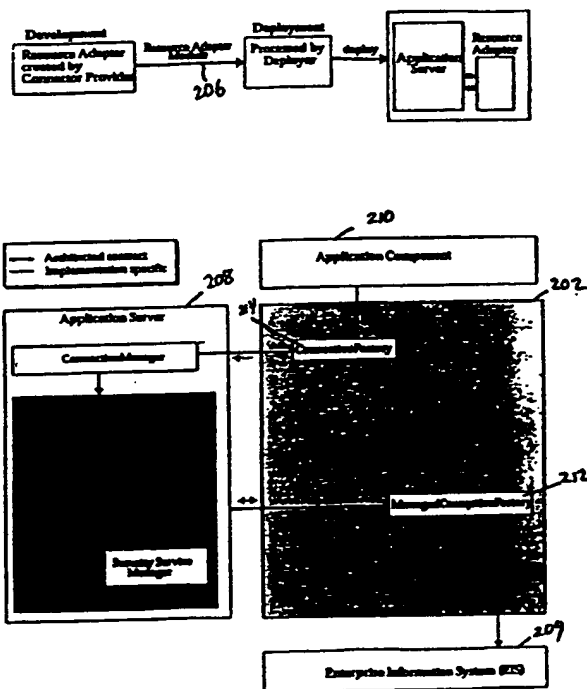 Development
Resource Adapter
created by
Connector Provider
Resource Adapter
Module
206
Deployment
Processed by
Deployer
deploy
Application
Server
Resource
Adapter
210
Architected contract
Implementation specific
208
Application Component
202
Application Server
ConnectionManager
ConnectionFactory
212
ManagedConnectionFactory
Security Service
Manager
209
Enterprise Information System (EIS)